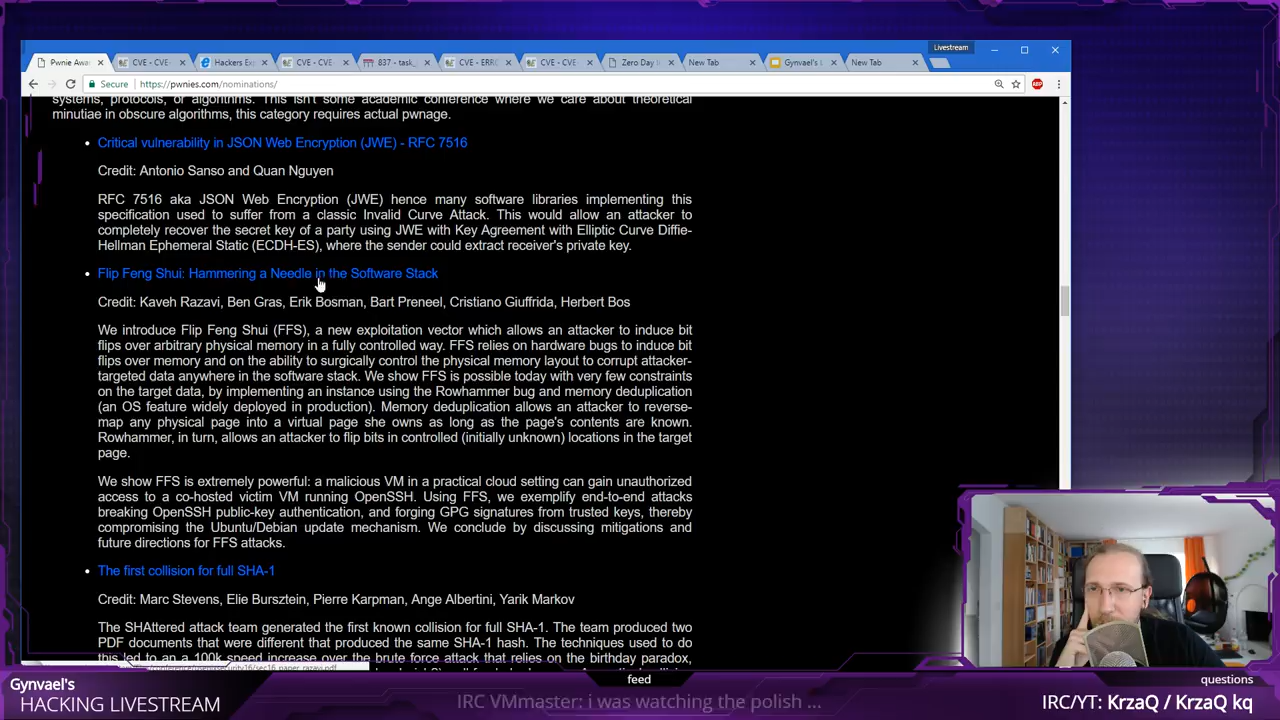 Livestream
Pwnie Awa
CVE - CVE-
Hackers Ex
CVE - CVE-
837 - task_
CVE - ERRC
CVE - CVE-
Zero Day
New Tab
Gynvael's L
New Tab
Secure
https://pwnies.com/nominations/
systems, protocols, or algorithms. This isn't some academic conference where we care about theoretical
minutiae in obscure algorithms, this category requires actual pwnage.
Critical vulnerability in JSON Web Encryption (JWE) - RFC 7516
Credit: Antonio Sanso and Quan Nguyen
RFC 7516 aka JSON Web Encryption (JWE) hence many software libraries implementing this
specification used to suffer from a classic Invalid Curve Attack. This would allow an attacker to
completely recover the secret key of a party using JWE with Key Agreement with Elliptic Curve Diffie-
Hellman Ephemeral Static (ECDH-ES), where the sender could extract receiver's private key.
Flip Feng Shui: Hammering a Needle in the Software Stack
Credit: Kaveh Razavi, Ben Gras, Erik Bosman, Bart Preneel, Cristiano Giuffrida, Herbert Bos
We introduce Flip Feng Shui (FFS), a new exploitation vector which allows an attacker to induce bit
flips over arbitrary physical memory in a fully controlled way. FFS relies on hardware bugs to induce bit
flips over memory and on the ability to surgically control the physical memory layout to corrupt attacker-
targeted data anywhere in the software stack. We show FFS is possible today with very few constraints
on the target data, by implementing an instance using the Rowhammer bug and memory deduplication
(an OS feature widely deployed in production). Memory deduplication allows an attacker to reverse-
map any physical page into a virtual page she owns as long as the page's contents are known.
Rowhammer, in turn, allows an attacker to flip bits in controlled (initially unknown) locations in the target
page.
We show FFS is extremely powerful: a malicious VM in a practical cloud setting can gain unauthorized
access to a co-hosted victim VM running OpenSSH. Using FFS, we exemplify end-to-end attacks
breaking OpenSSH public-key authentication, and forging GPG signatures from trusted keys, thereby
compromising the Ubuntu/Debian update mechanism. We conclude by discussing mitigations and
future directions for FFS attacks.
The first collision for full SHA-1
Credit: Marc Stevens, Elie Bursztein, Pierre Karpman, Ange Albertini, Yarik Markov
The SHAttered attack team generated the first known collision for full SHA-1. The team produced two
PDF documents that were different that produced the same SHA-1 hash. The techniques used to do
this led to an a 100k speed increase over the brute force attack that relies on the birthday paradox,
Gynvael's
HACKING LIVESTREAM
feed
IRC VMmaster: i was watching the polish ...
questions
IRC/YT: KrzaQ / KrzaQ kq